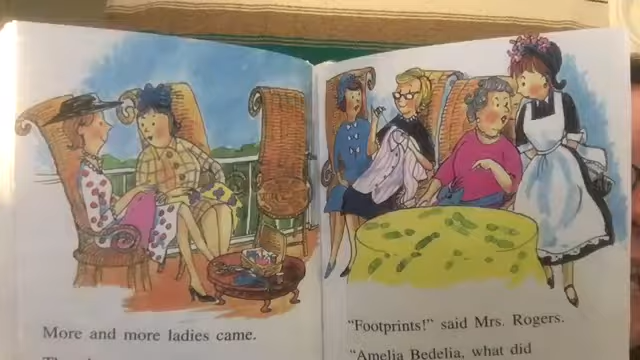 More and more ladies came.
"Footprints!" said Mrs. Rogers.
"Amelia Bedelia, what did